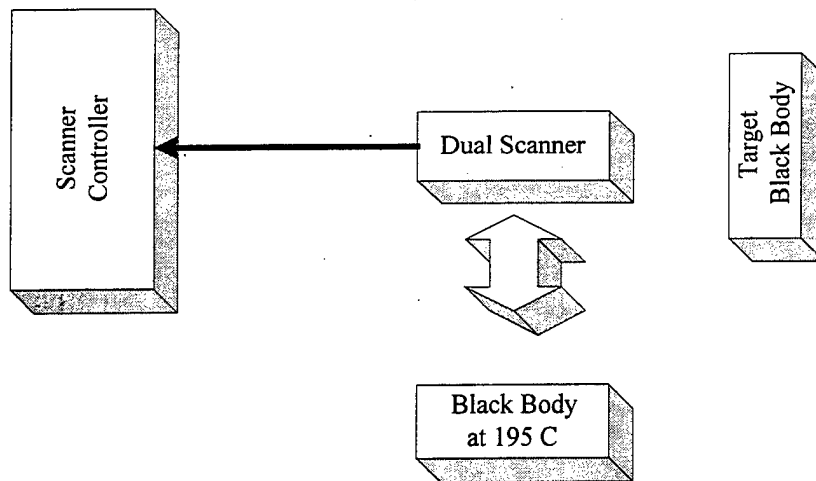 Scanner
Controller
Dual Scanner
Target
Black Body
Black Body
at 195 C